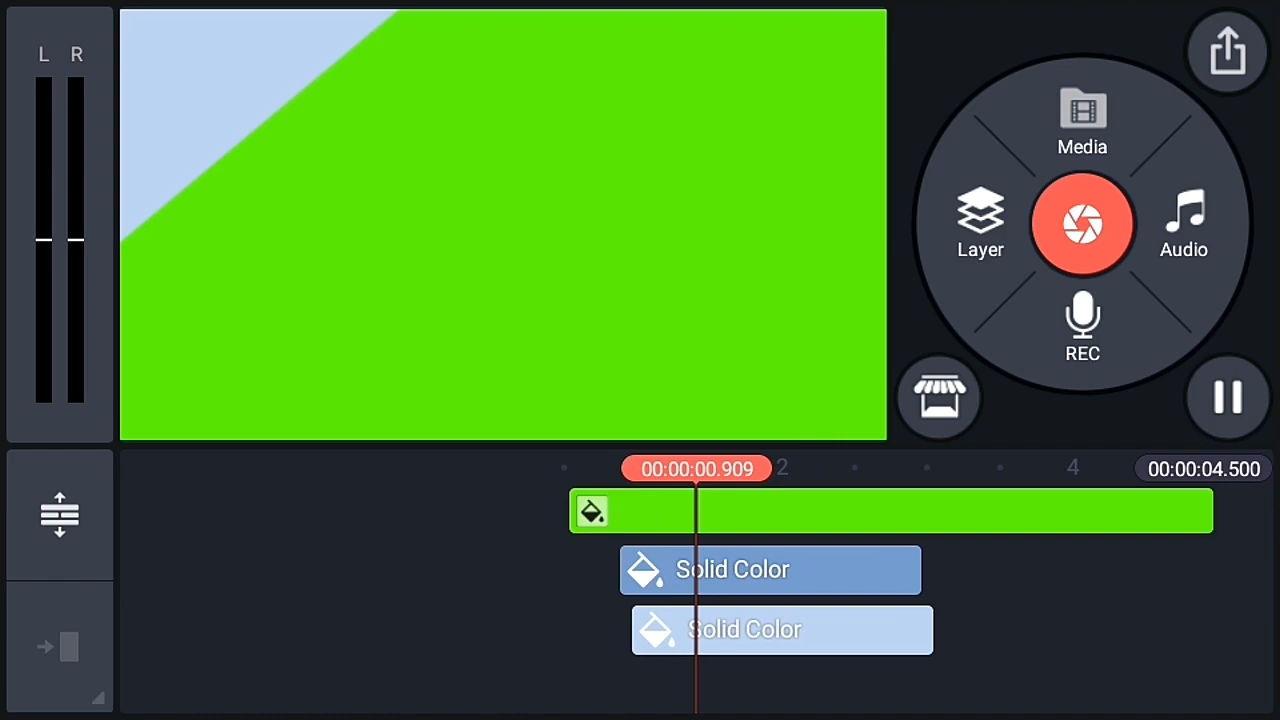 L R
Media
Layer
Audio
REC
00:00:00.909
2
4
00:00:04.500
Solid Color
Solid Color